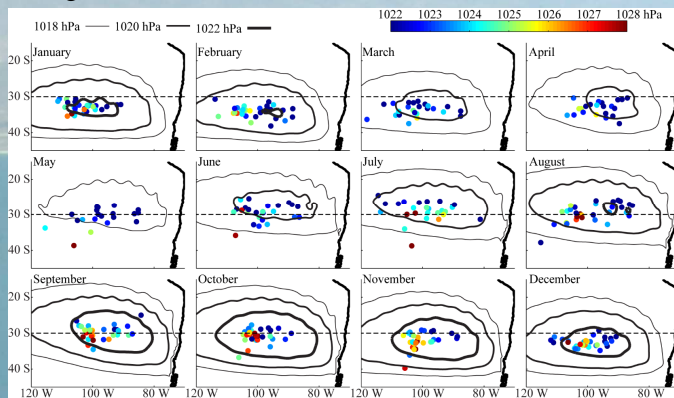 1018 hPa 1020 hPa 1022 hPa
1022 1023 1024 1025 1026 1027 1028 hPa
January February March April
20 S
30 S
40 S
May June July August
20 S
30 S
40 S
September October November December
20 S
30 S
40 S
120 W 100 W 80 W 120 W 100 W 80 W 120 W 100 W 80 W 120 W 100 W 80 W